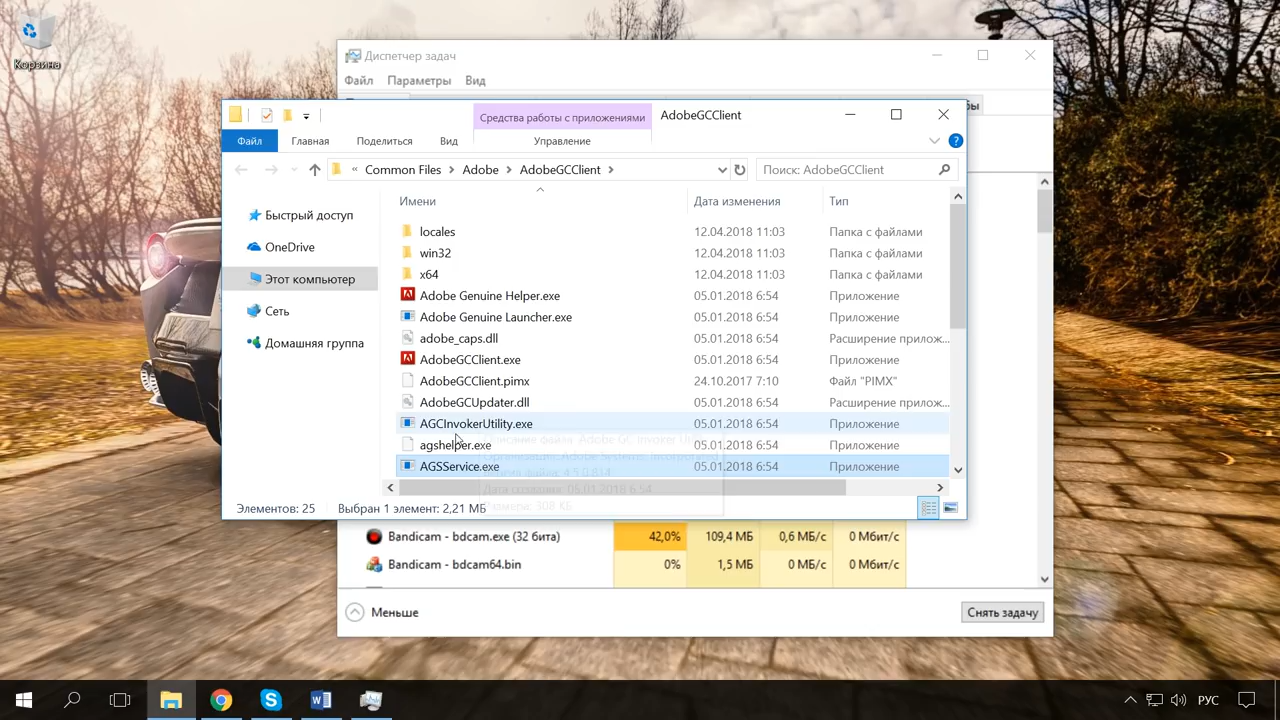 Корзина
Диспетчер задач
Файл Параметры Вид
бы
Средства работы с приложениями
AdobeGCClient
Файл Главная Поделиться Вид Управление
« Common Files Adobe AdobeGCClient
Поиск: AdobeGCClient
Имени Дата изменения Тип
Быстрый доступ
OneDrive
Этот компьютер
Сеть
Домашняя группа
locales 12.04.2018 11:03 Папка с файлами
win32 12.04.2018 11:03 Папка с файлами
x64 12.04.2018 11:03 Папка с файлами
Adobe Genuine Helper.exe 05.01.2018 6:54 Приложение
Adobe Genuine Launcher.exe 05.01.2018 6:54 Приложение
adobe_caps.dll 05.01.2018 6:54 Расширение прилож...
AdobeGCClient.exe 05.01.2018 6:54 Приложение
AdobeGCClient.pimx 24.10.2017 7:10 Файл "PIMX"
AdobeGCUpdater.dll 05.01.2018 6:54 Расширение прилож...
AGCInvokerUtility.exe 05.01.2018 6:54 Приложение
agshelper.exe 05.01.2018 6:54 Приложение
AGSService.exe 05.01.2018 6:54 Приложение
Элементов: 25 Выбран 1 элемент: 2,21 МБ
Bandicam - bdcam.exe (32 бита) 42,0% 109,4 МБ 0,6 МБ/с 0 Мбит/с
Bandicam - bdcam64.bin 0% 1,5 МБ 0 МБ/с 0 Мбит/с
Меньше
Снять задачу
РУС